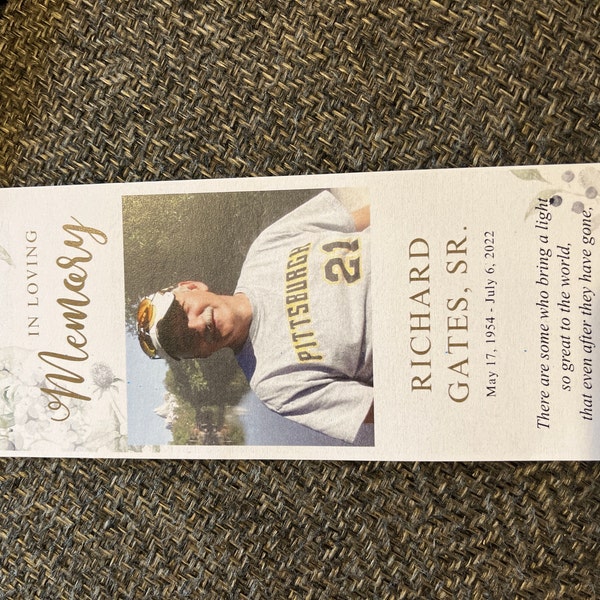 IN LOVING
Memory
PITTSBURGH
21
RICHARD
GATES, SR.
May 17, 1954 - July 6, 2022
There are some who bring a light
so great to the world,
that even after they have gone,